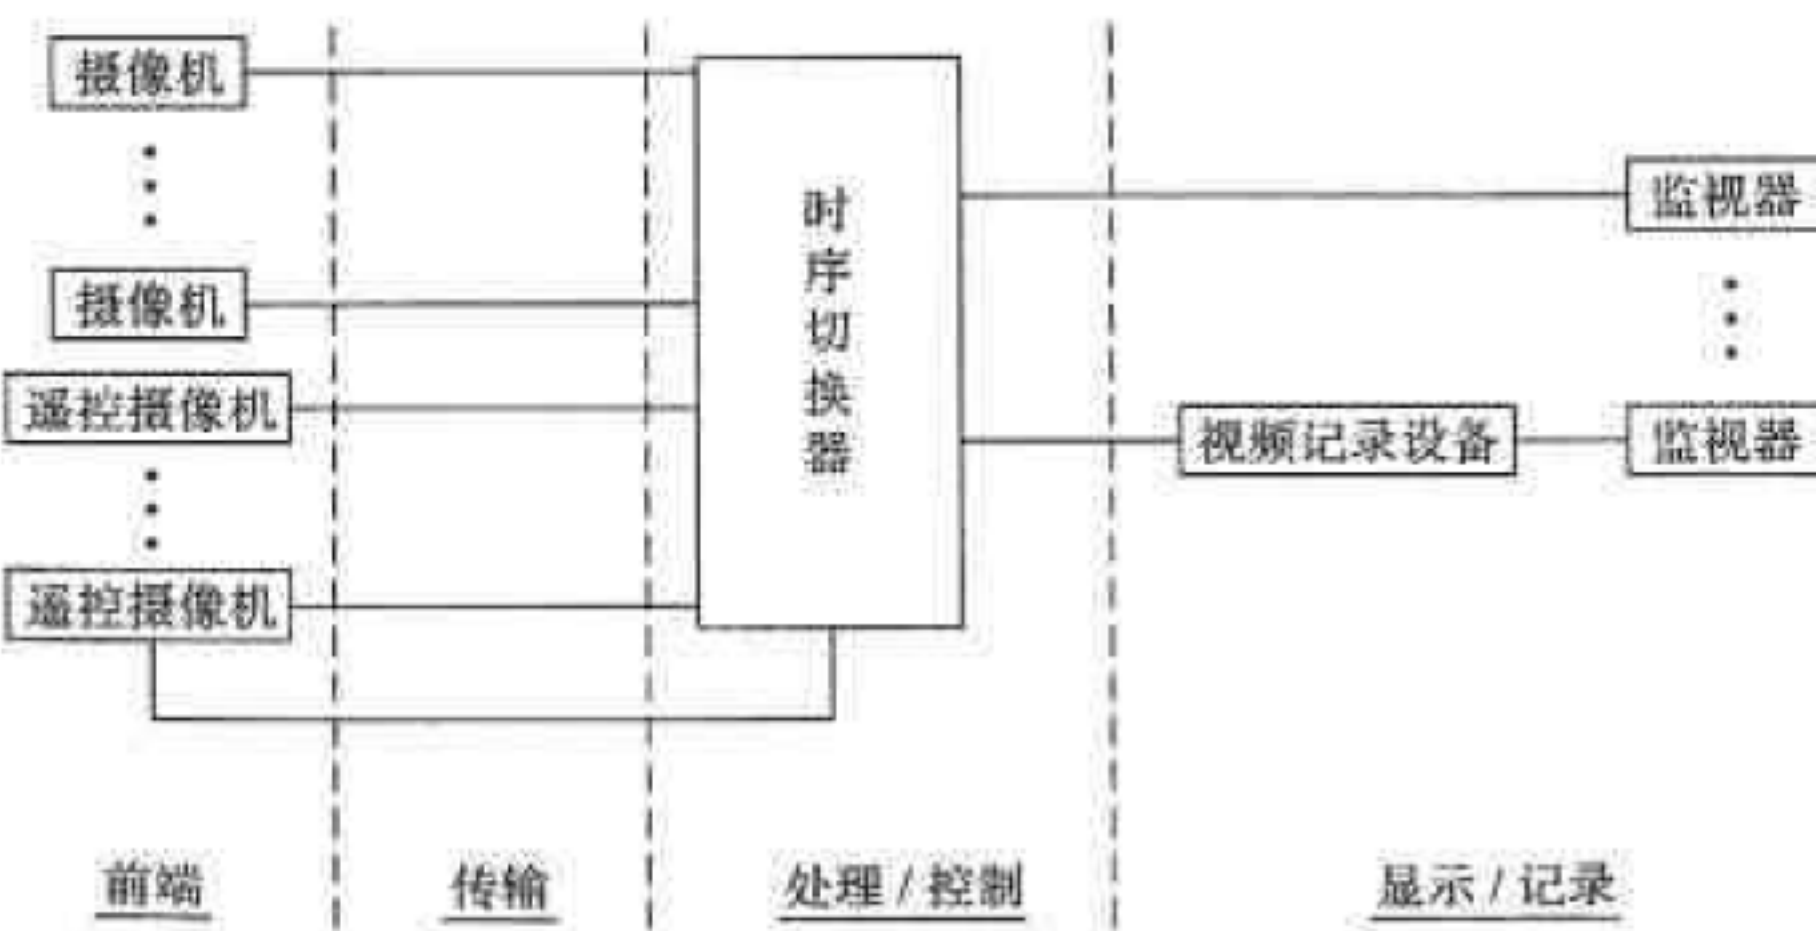 摄像机
摄像机
遥控摄像机
遥控摄像机
时序切换器
监视器
视频记录设备
监视器
前端
传输
处理/控制
显示/记录